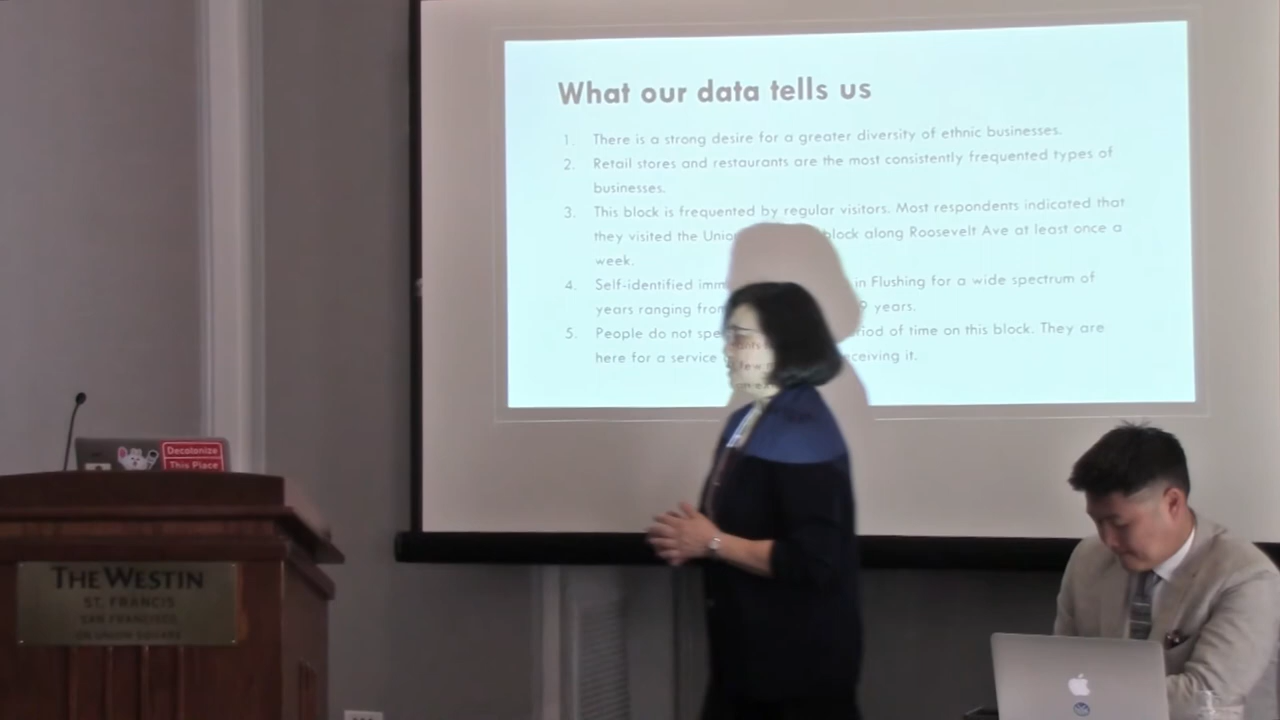 What our data tells us
1. There is a strong desire for a greater diversity of ethnic businesses.
2. Retail stores and restaurants are the most consistently frequented types of
businesses.
3. This block is frequented by regular visitors. Most respondents indicated that
they visited the Union block along Roosevelt Ave at least once a
week.
4. Self-identified in Flushing for a wide spectrum of
years ranging from 9 years.
5. People do not of time on this block. They are
here for a service receiving it.
Decolonize
This Place
THE WESTIN
ST. FRANCIS
SAN FRANCISCO
ON UNION SQUARE